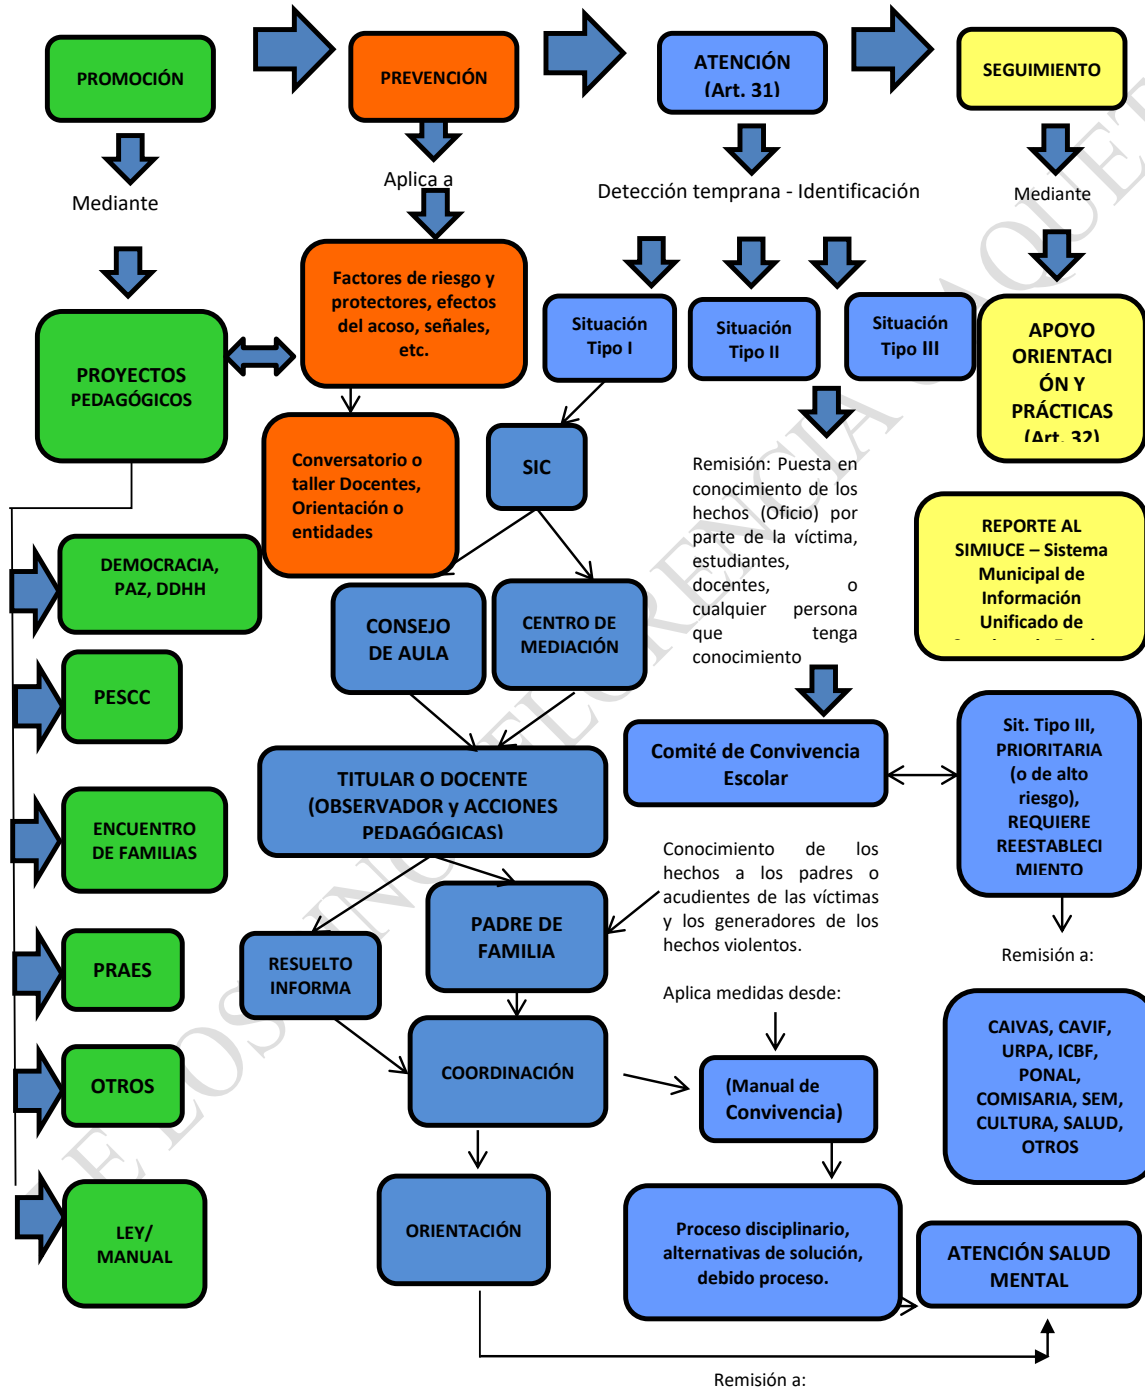 PROMOCIÓN
PREVENCIÓN
ATENCIÓN
(Art. 31)
SEGUIMIENTO
Mediante
Aplica a
Detección temprana - Identificación
Mediante
Factores de riesgo y
protectores, efectos
del acoso, señales,
etc.
Situación
Tipo I
Situación
Tipo II
Situación
Tipo III
APOYO
ORIENTACI
ÓN Y
PRÁCTICAS
(Art. 32)
PROYECTOS
PEDAGÓGICOS
Conversatorio o
taller Docentes,
Orientación o
entidades
SIC
Remisión: Puesta en
conocimiento de los
hechos (Oficio) por
parte de la víctima,
estudiantes,
docentes, o
cualquier persona
que tenga
conocimiento
REPORTE AL
SIMIUCE – Sistema
Municipal de
Información
Unificado de
DEMOCRACIA,
PAZ, DDHH
CONSEJO
DE AULA
CENTRO DE
MEDIACIÓN
PESCC
TITULAR O DOCENTE
(OBSERVADOR y ACCIONES
PEDAGÓGICAS)
Comité de Convivencia
Escolar
Sit. Tipo III,
PRIORITARIA
(o de alto
riesgo),
REQUIERE
REESTABLECI
MIENTO
ENCUENTRO
DE FAMILIAS
Conocimiento de los
hechos a los padres o
acudientes de las víctimas
y los generadores de los
hechos violentos.
PADRE DE
FAMILIA
RESUELTO
INFORMA
PRAES
Remisión a:
Aplica medidas desde:
CAIVAS, CAVIF,
URPA, ICBF,
PONAL,
COMISARIA, SEM,
CULTURA, SALUD,
OTROS
OTROS
COORDINACIÓN
(Manual de
Convivencia)
LEY/
MANUAL
ORIENTACIÓN
Proceso disciplinario,
alternativas de solución,
debido proceso.
ATENCIÓN SALUD
MENTAL
Remisión a: